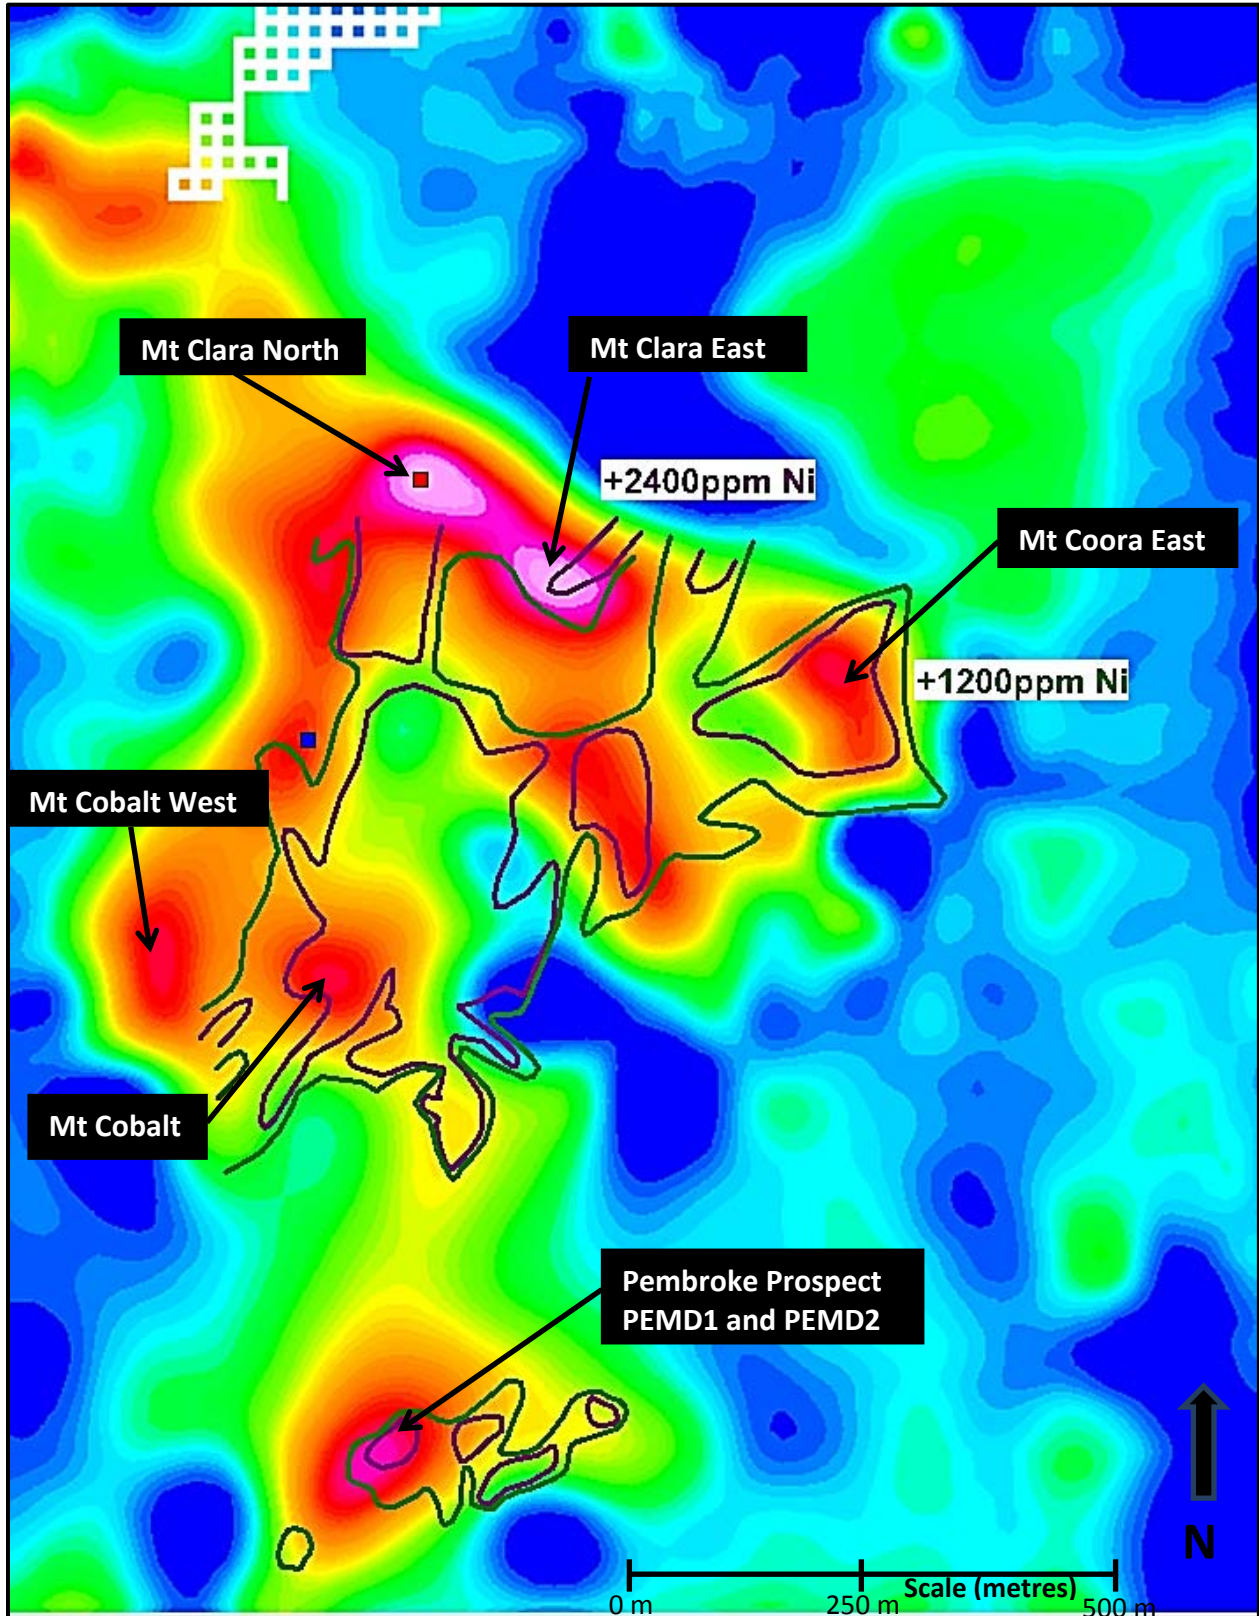 Mt Clara North
Mt Clara East
+2400ppm Ni
Mt Coora East
+1200ppm Ni
Mt Cobalt West
Mt Cobalt
Pembroke Prospect
PEMD1 and PEMD2
N
Scale (metres)
0 m 250 m 500 m